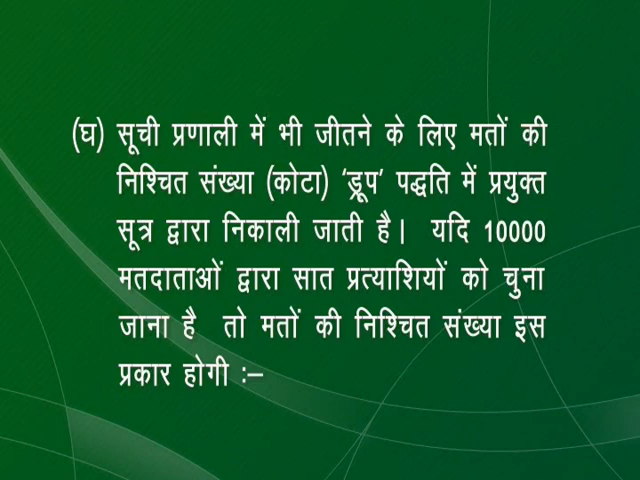 (घ) सूची प्रणाली में भी जीतने के लिए मतों की
निश्चित संख्या (कोटा) ‘ड्रूप’ पद्धति में प्रयुक्त
सूत्र द्वारा निकाली जाती है। यदि 10000
मतदाताओं द्वारा सात प्रत्याशियों को चुना
जाना है तो मतों की निश्चित संख्या इस
प्रकार होगी :–